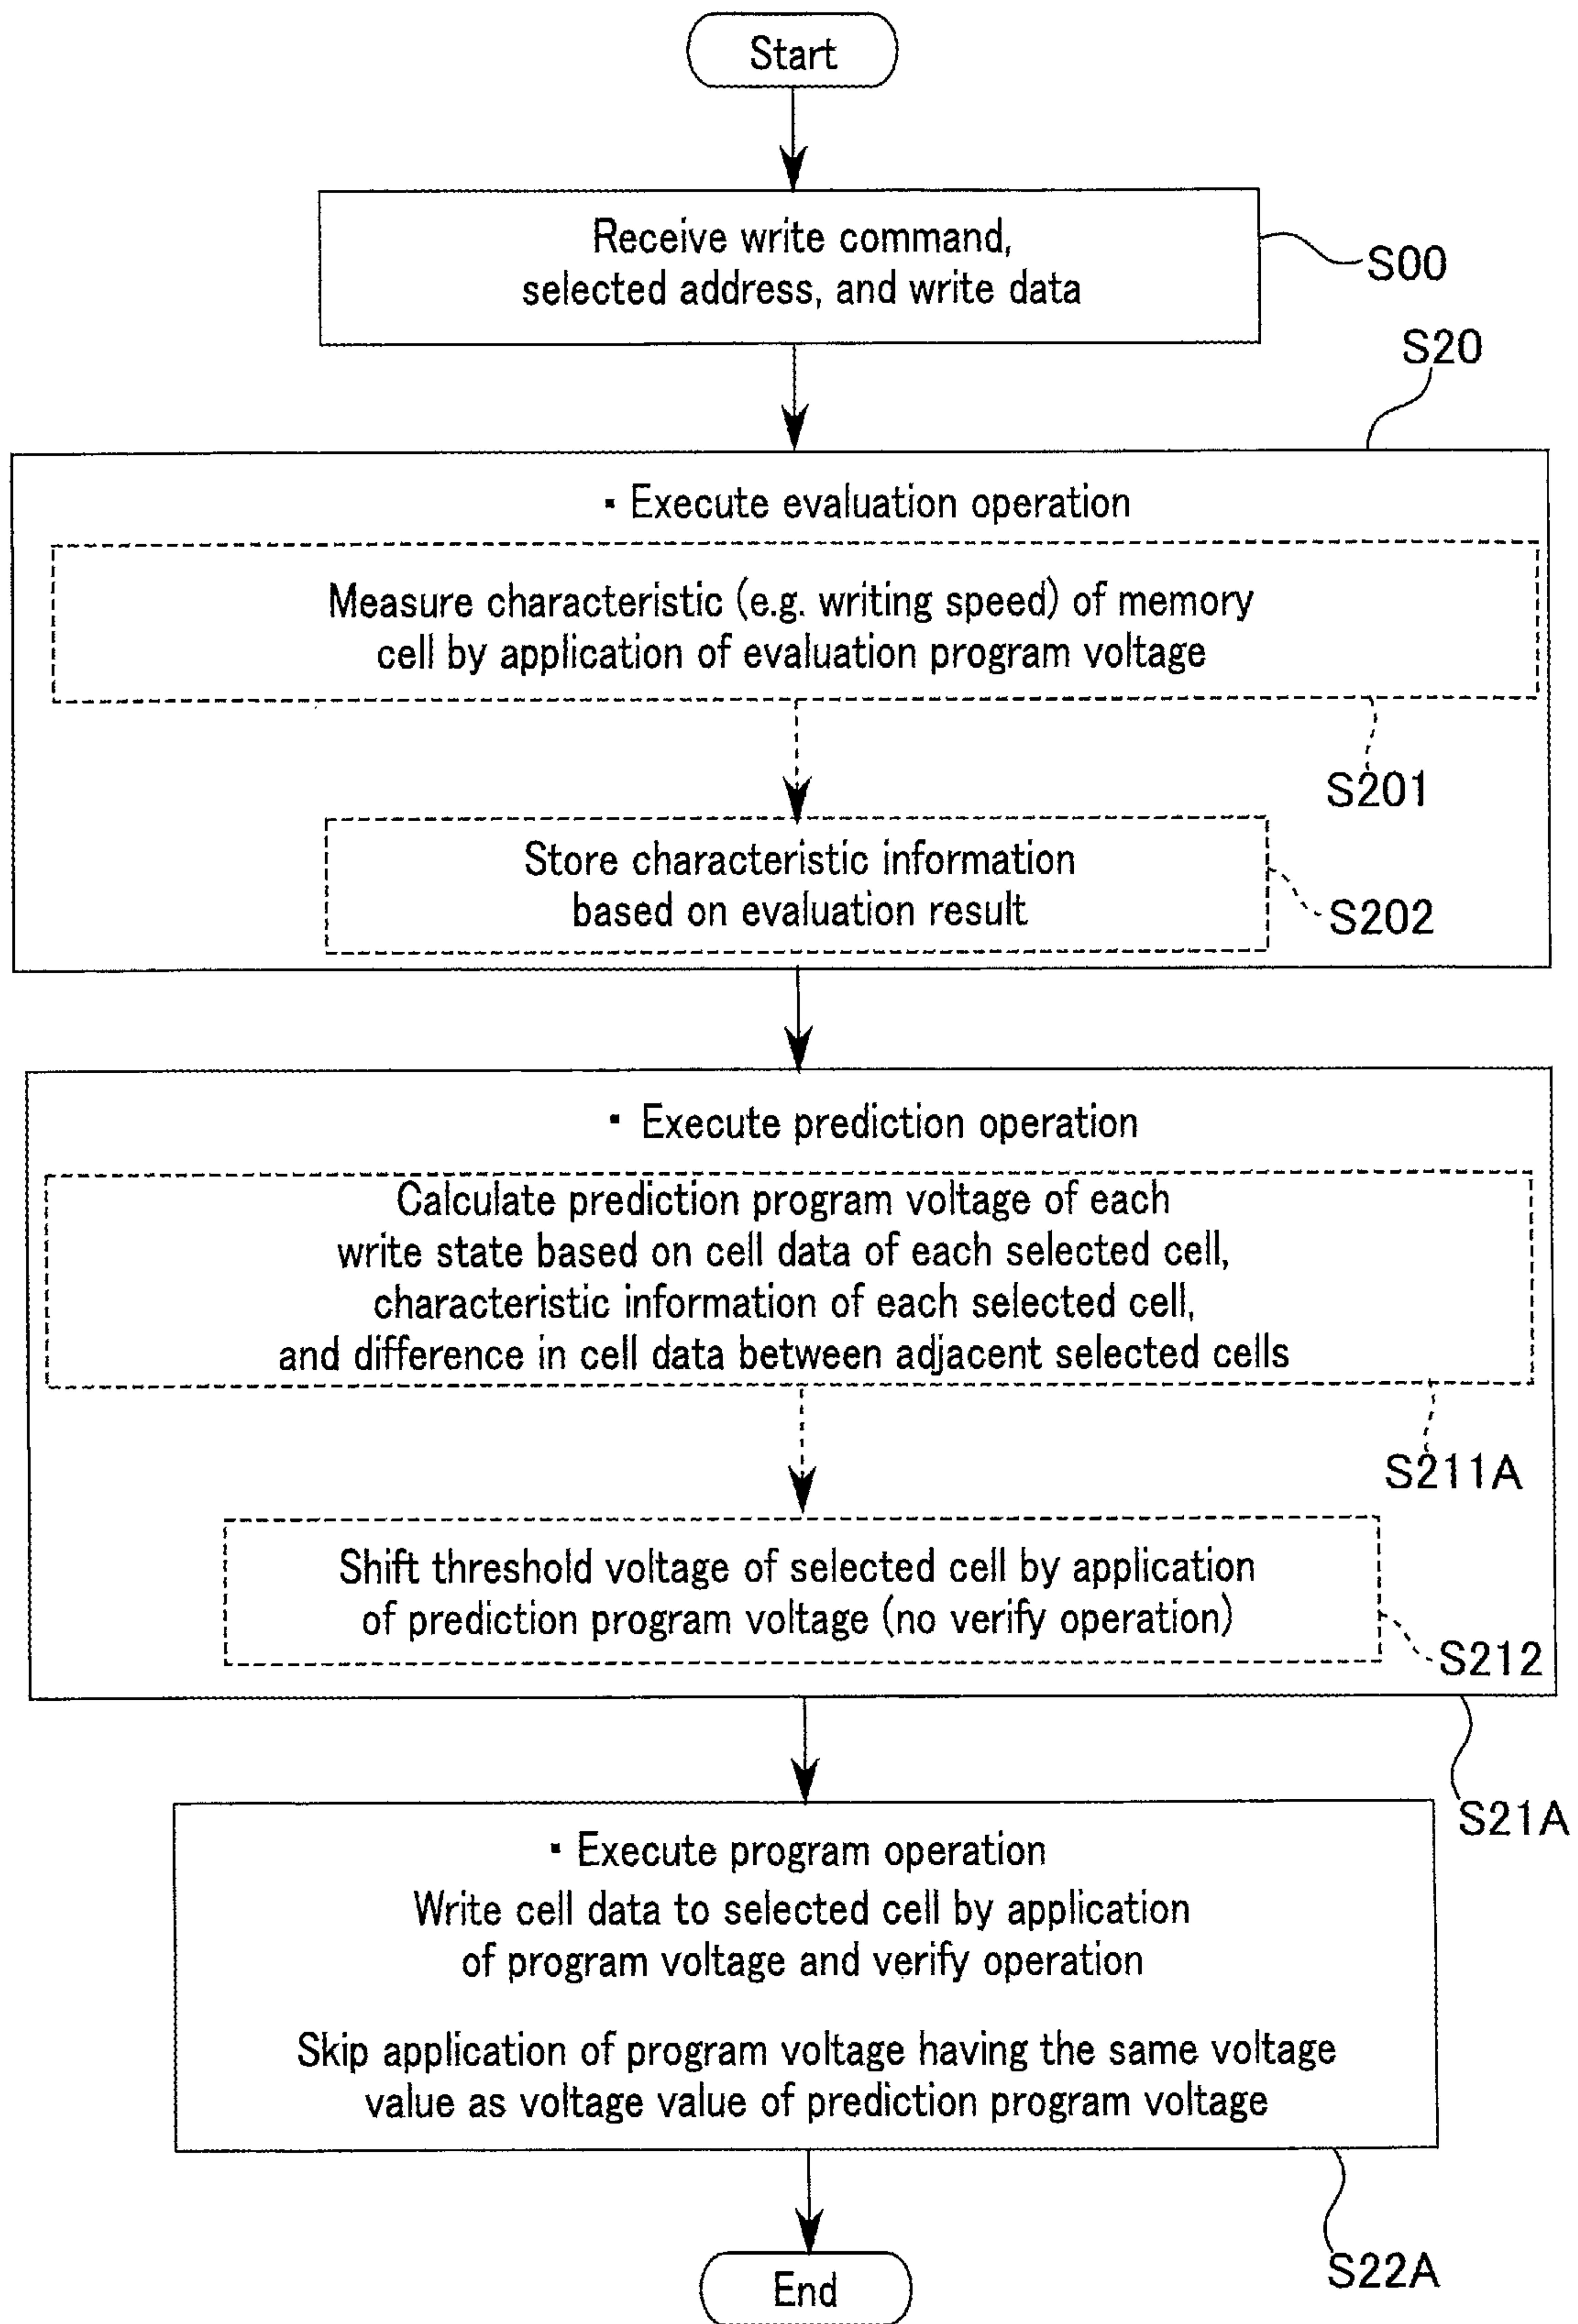 Start
Receive write command,
selected address, and write data
S00
S20
▪ Execute evaluation operation
Measure characteristic (e.g. writing speed) of memory
cell by application of evaluation program voltage
S201
Store characteristic information
based on evaluation result
S202
▪ Execute prediction operation
Calculate prediction program voltage of each
write state based on cell data of each selected cell,
characteristic information of each selected cell,
and difference in cell data between adjacent selected cells
S211A
Shift threshold voltage of selected cell by application
of prediction program voltage (no verify operation)
S212
S21A
▪ Execute program operation
Write cell data to selected cell by application
of program voltage and verify operation
Skip application of program voltage having the same voltage
value as voltage value of prediction program voltage
S22A
End